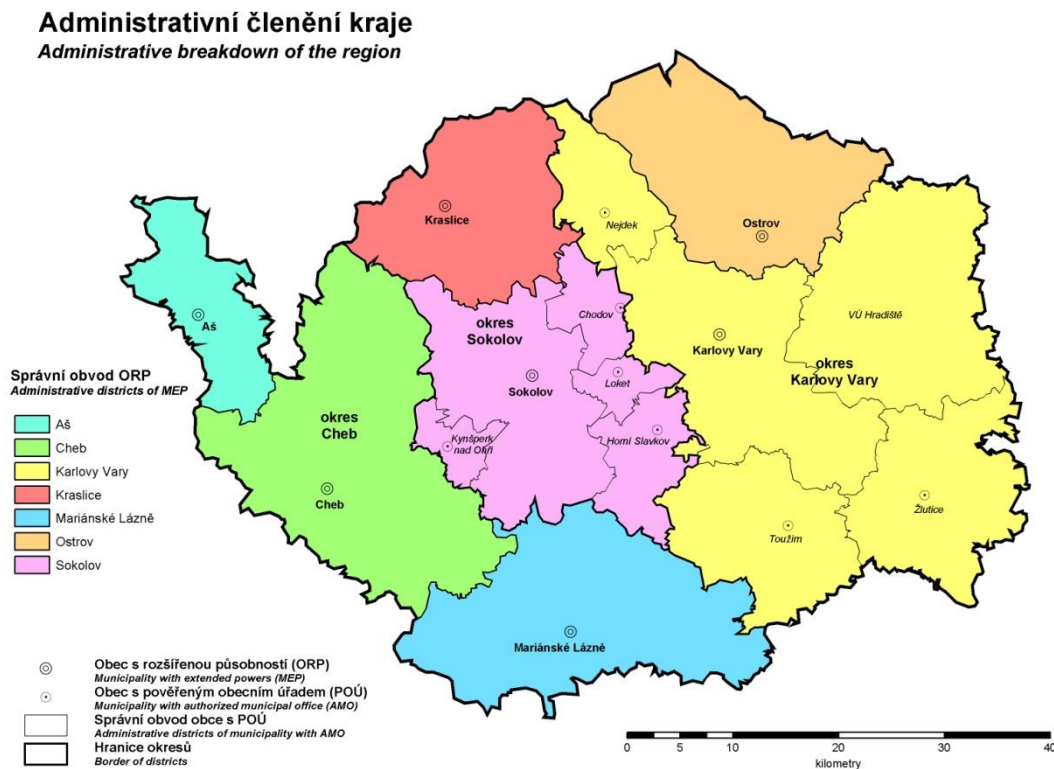 Administrativní členění kraje
Administrative breakdown of the region
Kraslice
Nejdek
Ostrov
Aš
okres
Sokolov
Chodov
Karlovy Vary
VÚ Hradiště
okres
Karlovy Vary
Sokolov
Loket
okres
Cheb
Kynšperk
nad Ohří
Horní Slavkov
Cheb
Toužim
Žlutice
Mariánské Lázně
Správní obvod ORP
Administrative districts of MEP
Aš
Cheb
Karlovy Vary
Kraslice
Mariánské Lázně
Ostrov
Sokolov
Obec s rozšířenou působností (ORP)
Municipality with extended powers (MEP)
Obec s pověřeným obecním úřadem (POÚ)
Municipality with authorized municipal office (AMO)
Správní obvod obce s POÚ
Administrative districts of municipality with AMO
Hranice okresů
Border of districts
0 5 10 20 30 40
kilometry